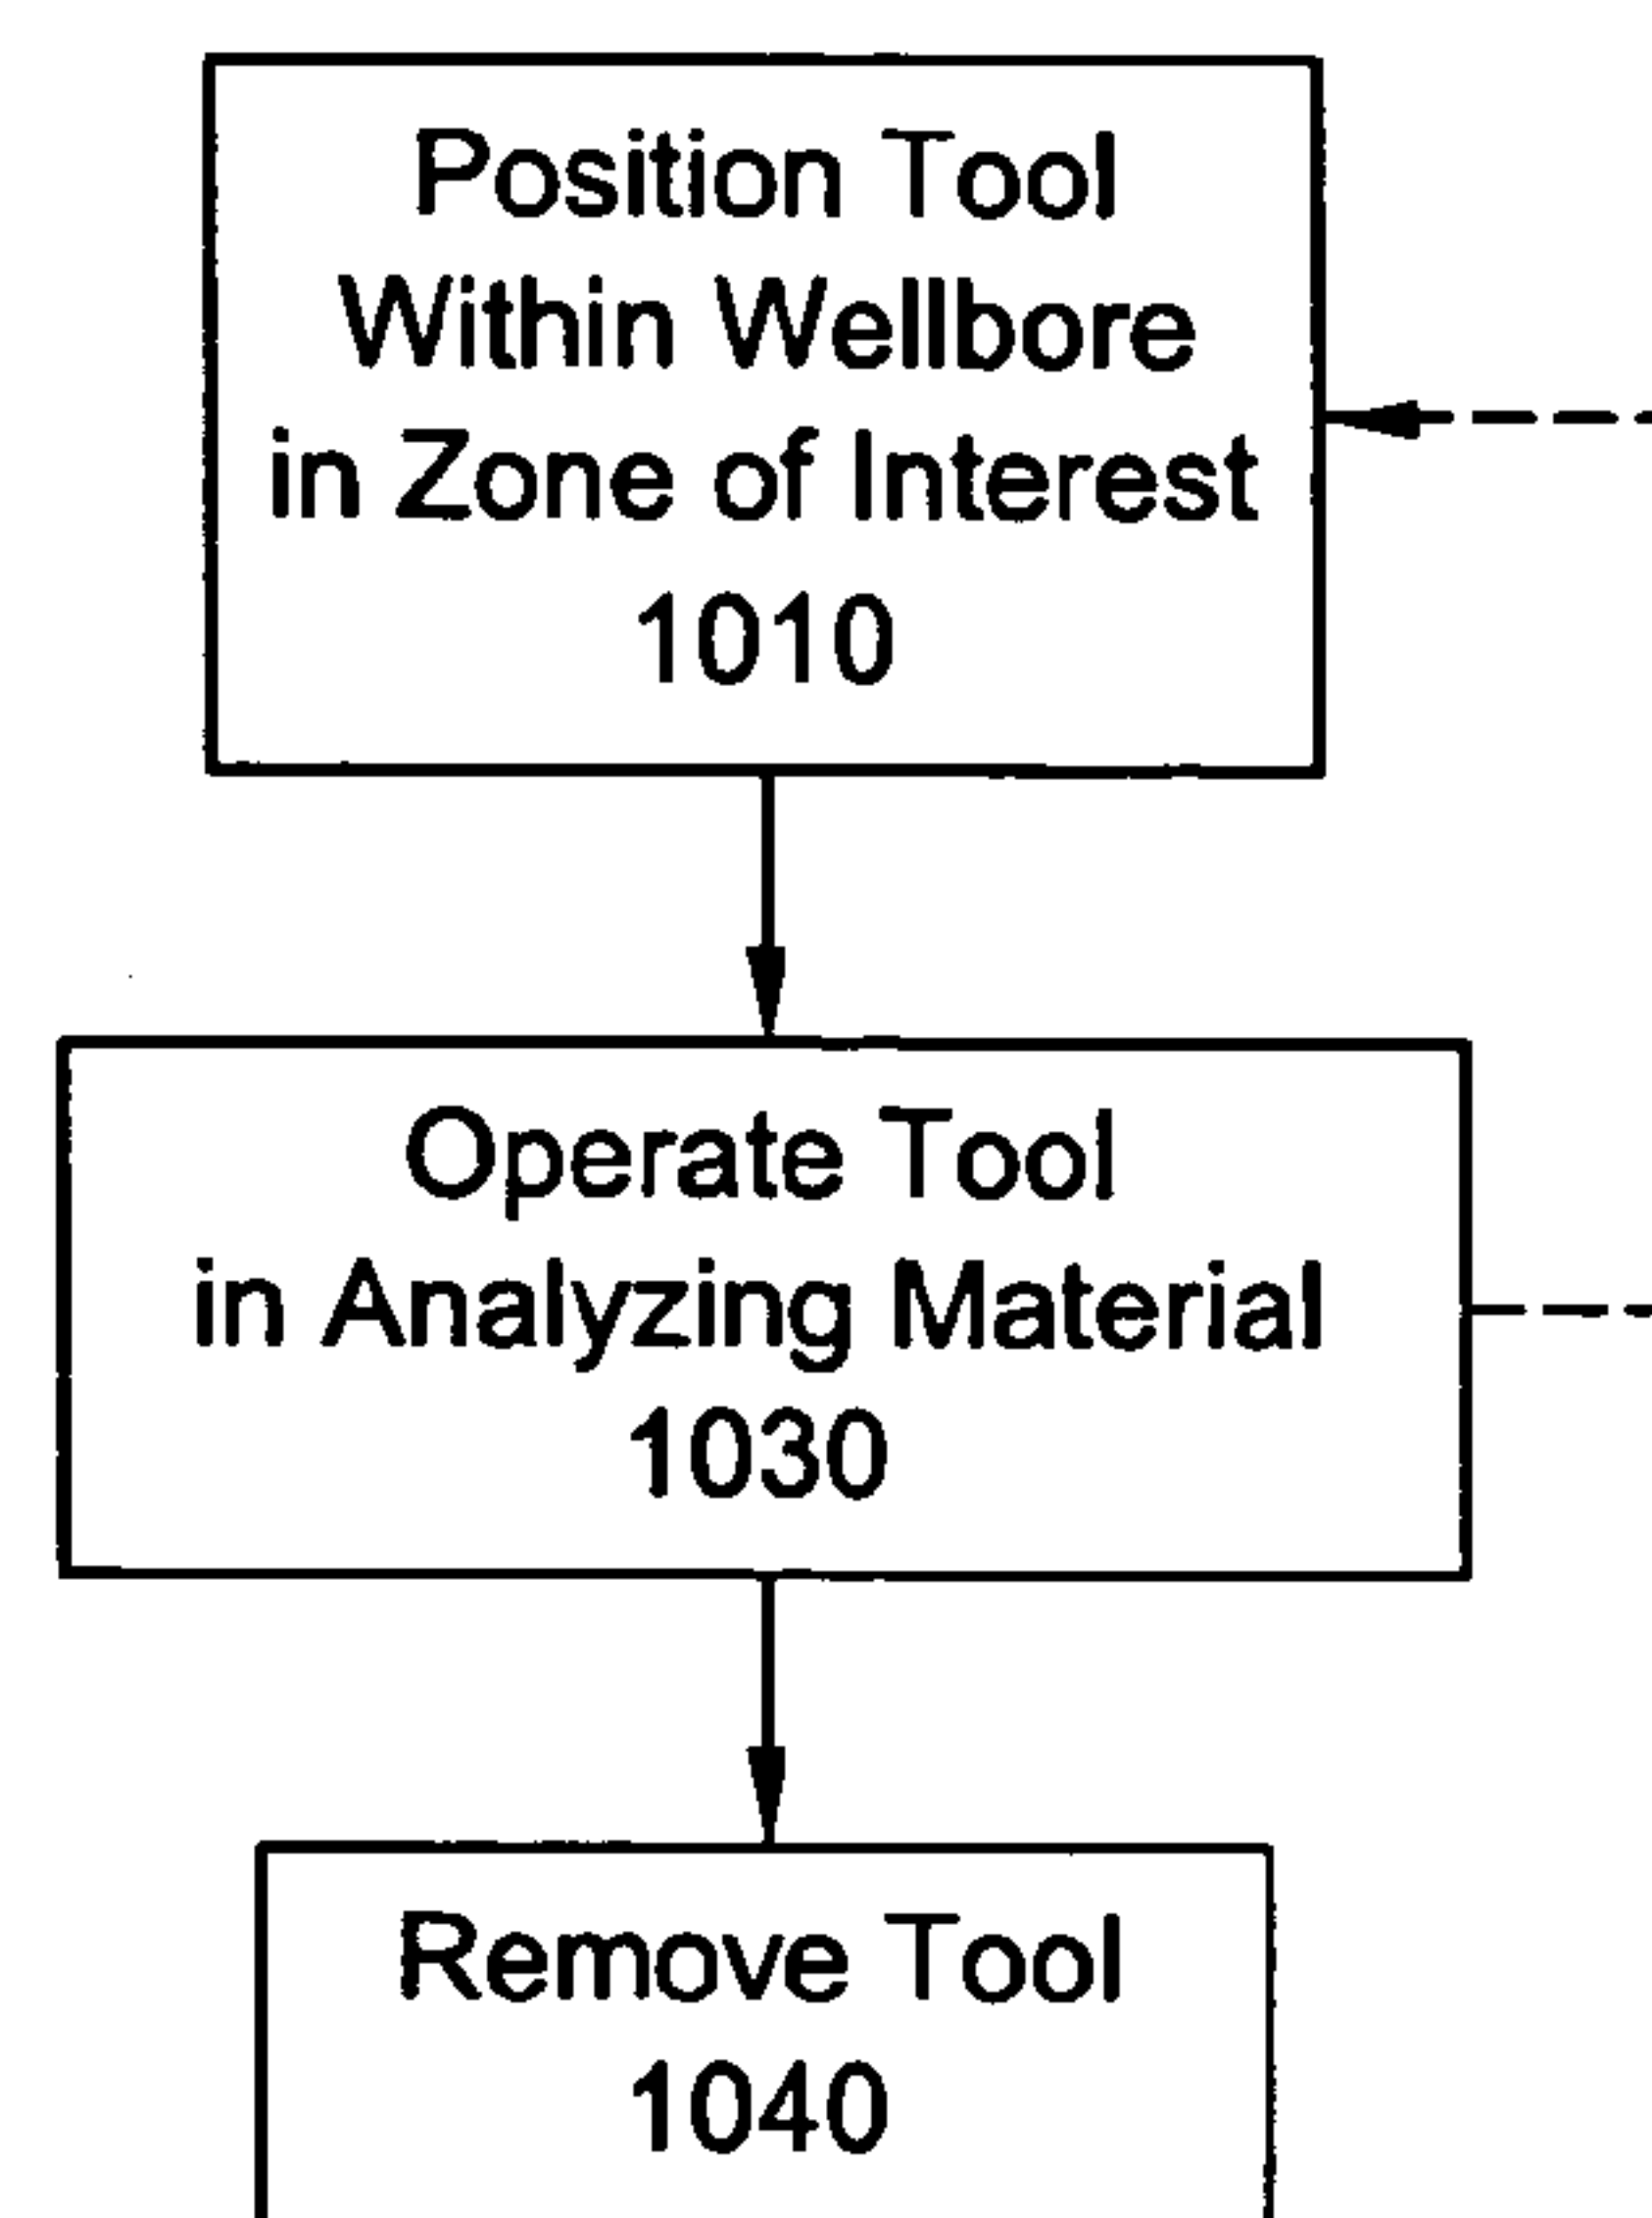 Position Tool
Within Wellbore
in Zone of Interest
1010
Operate Tool
in Analyzing Material
1030
Remove Tool
1040